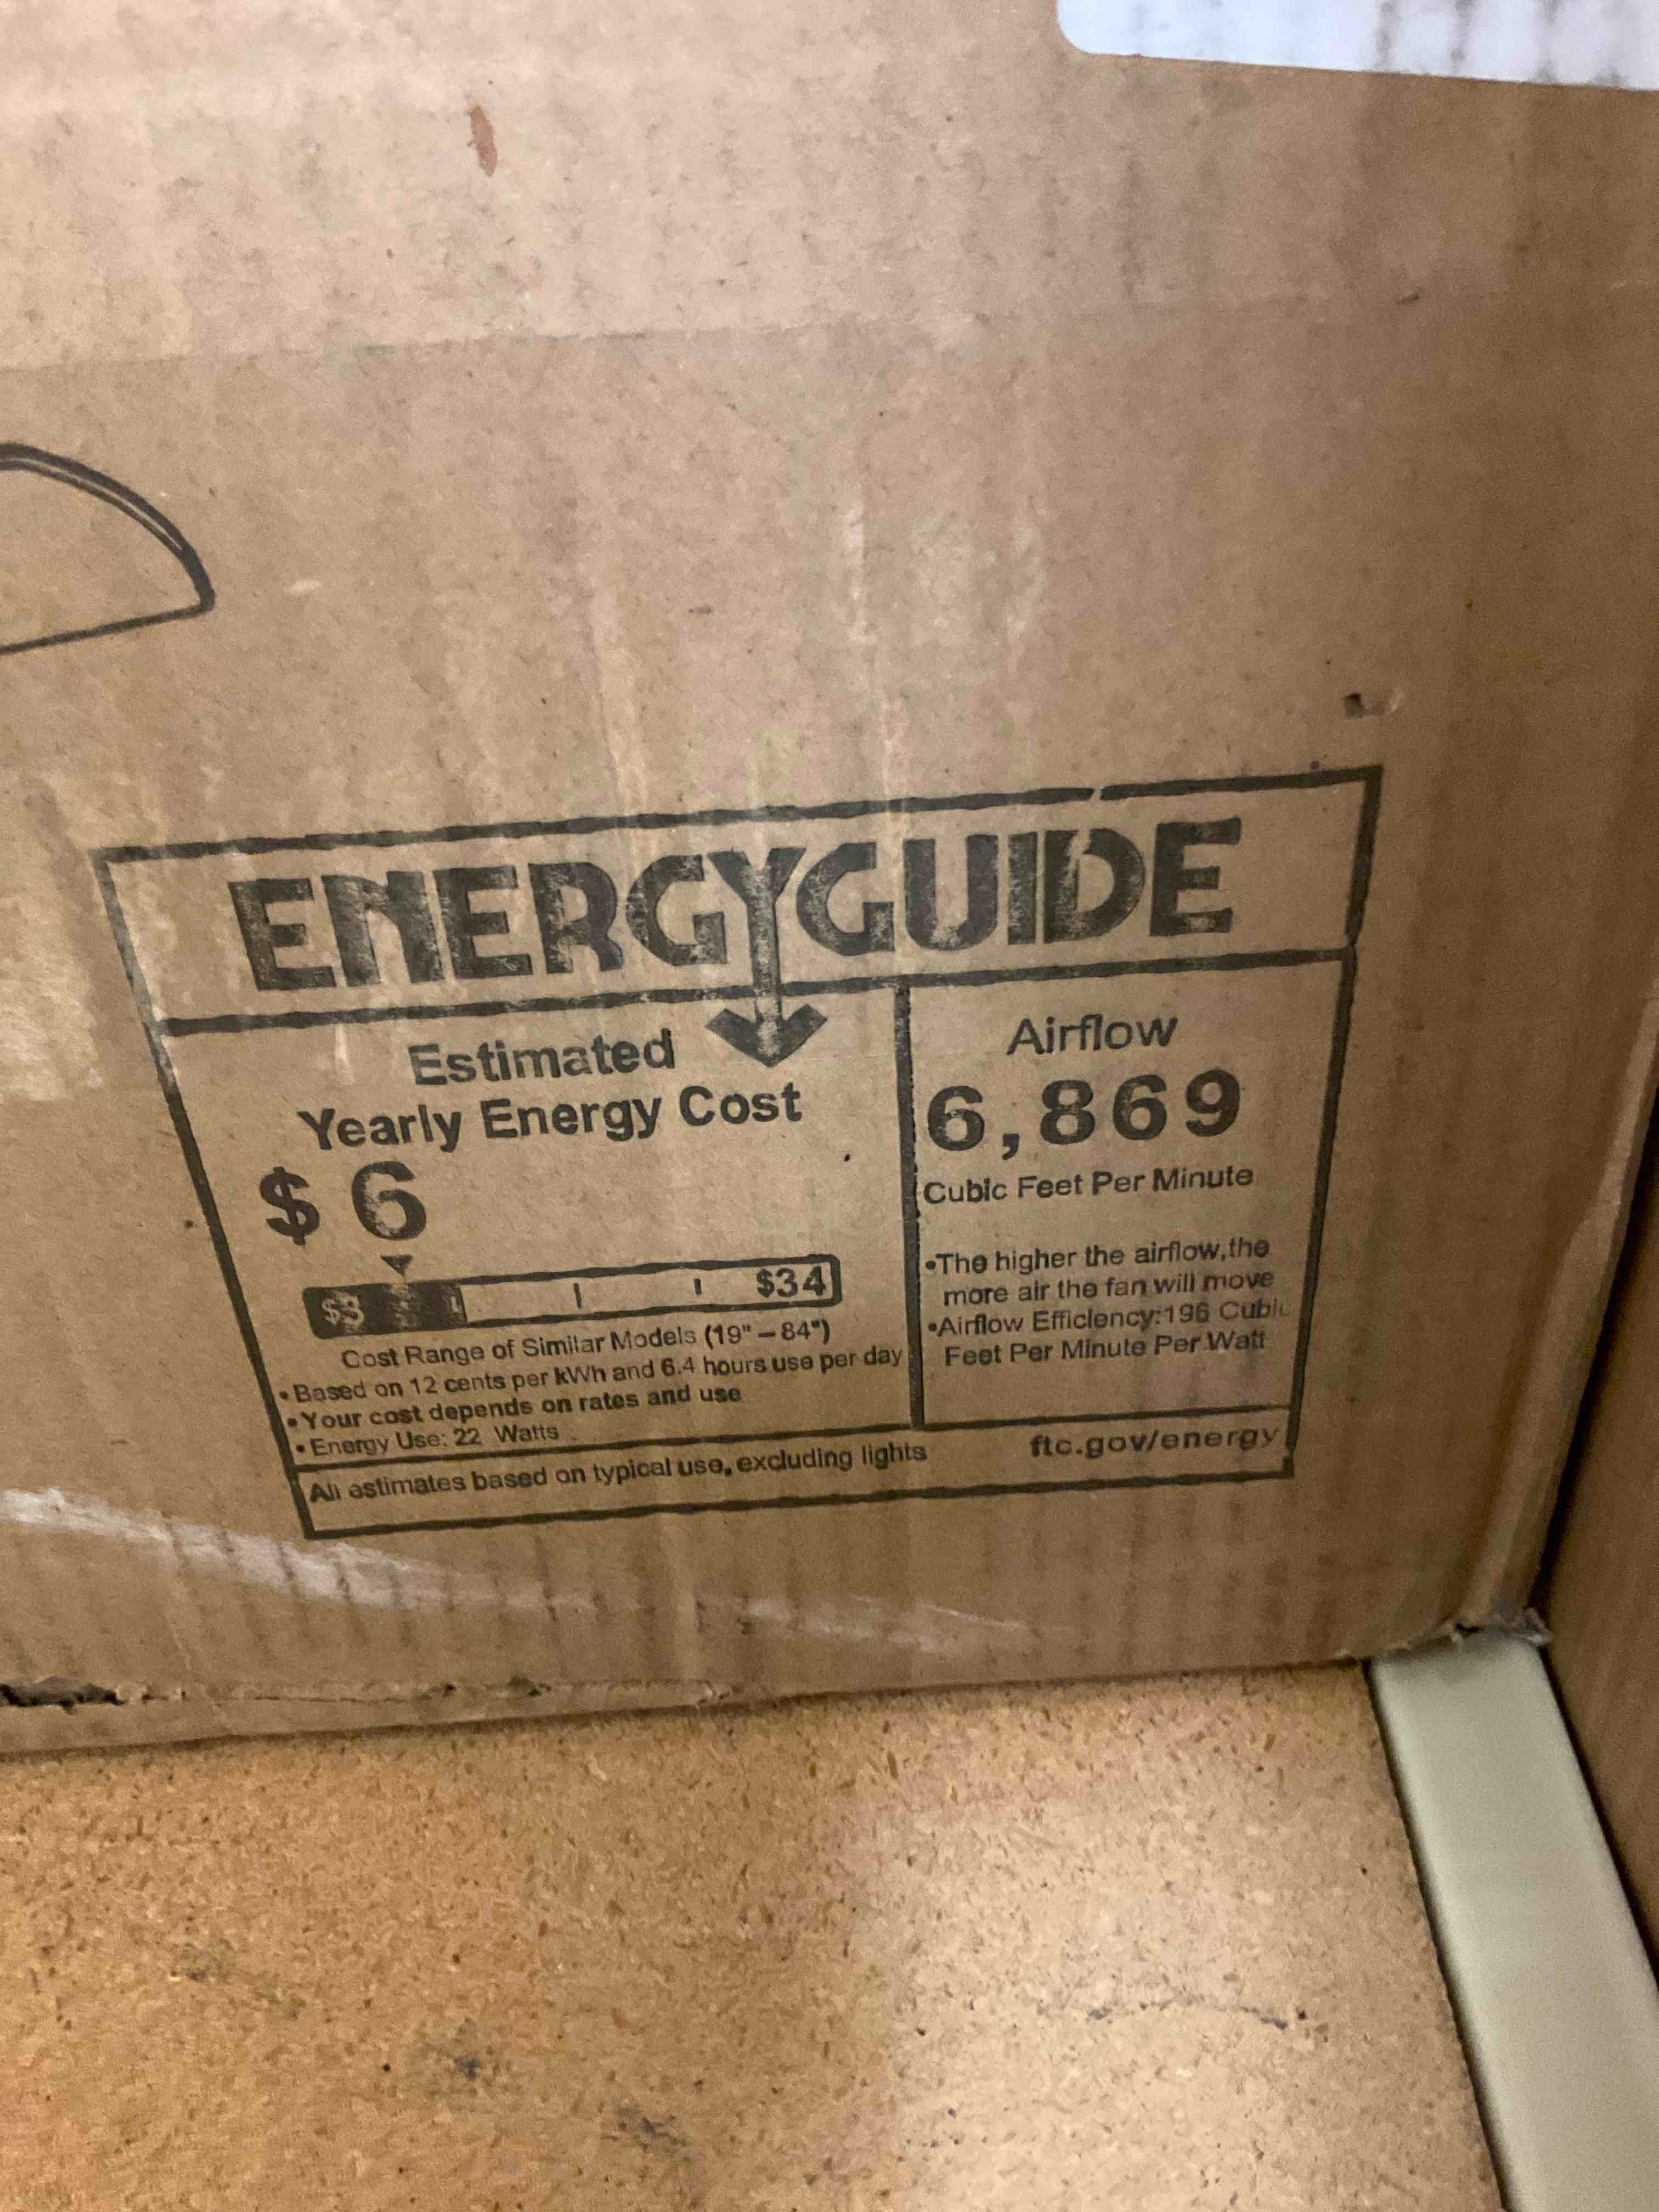 ENERGYGUIDE
Estimated
Yearly Energy Cost
$ 6
$3
$34
Cost Range of Similar Models (19" – 84")
•Based on 12 cents per kWh and 6.4 hours use per day
•Your cost depends on rates and use
•Energy Use: 22 Watts
Airflow
6,869
Cubic Feet Per Minute
•The higher the airflow,the
more air the fan will move
•Airflow Efficiency:196 Cubic
Feet Per Minute Per Watt
All estimates based on typical use, excluding lights
ftc.gov/energy